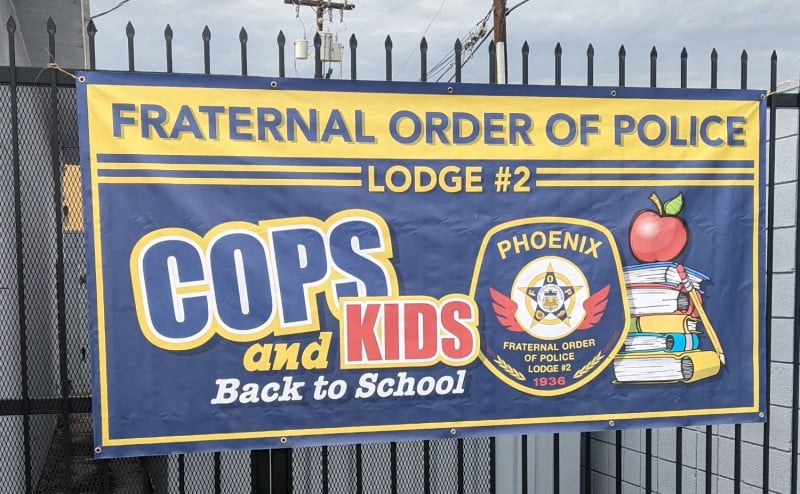 FRATERNAL ORDER OF POLICE
LODGE #2
COPS
and KIDS
Back to School
PHOENIX
F O P
FRATERNAL ORDER
OF POLICE
LODGE #2
1936